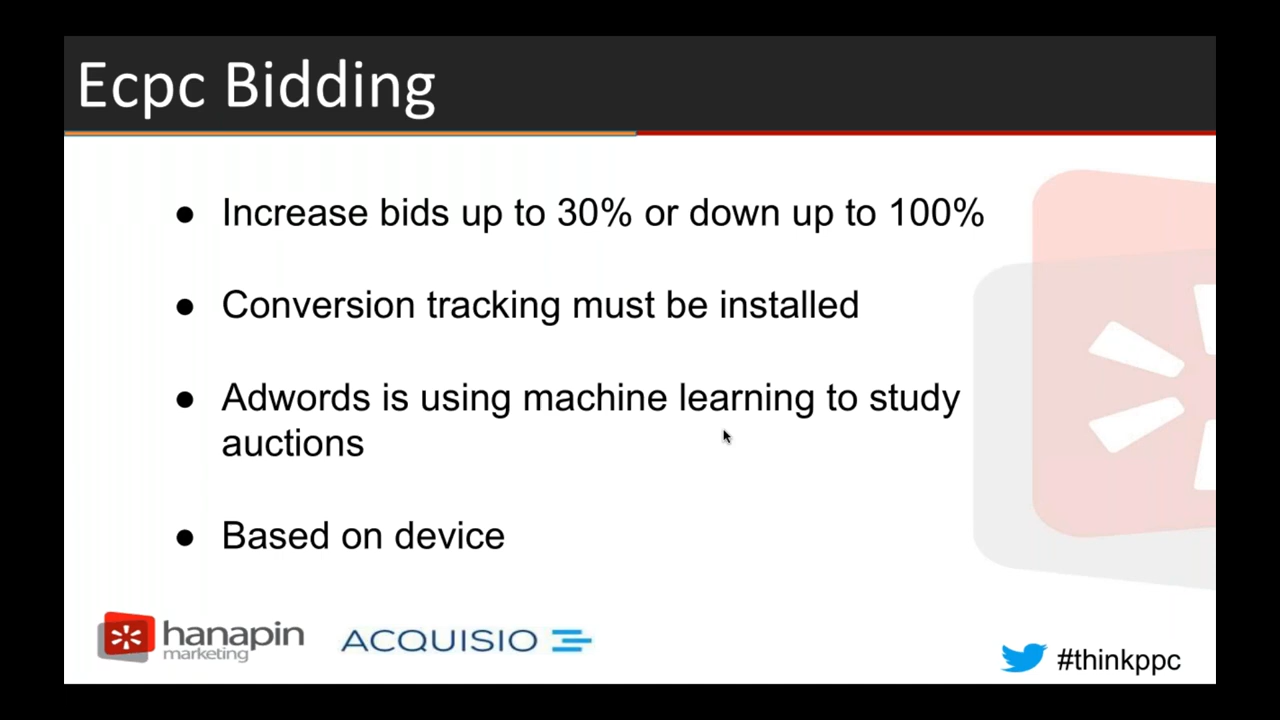 Ecpc Bidding
● Increase bids up to 30% or down up to 100%
● Conversion tracking must be installed
● Adwords is using machine learning to study
auctions
● Based on device
hanapin
marketing
ACQUISIO
#thinkppc